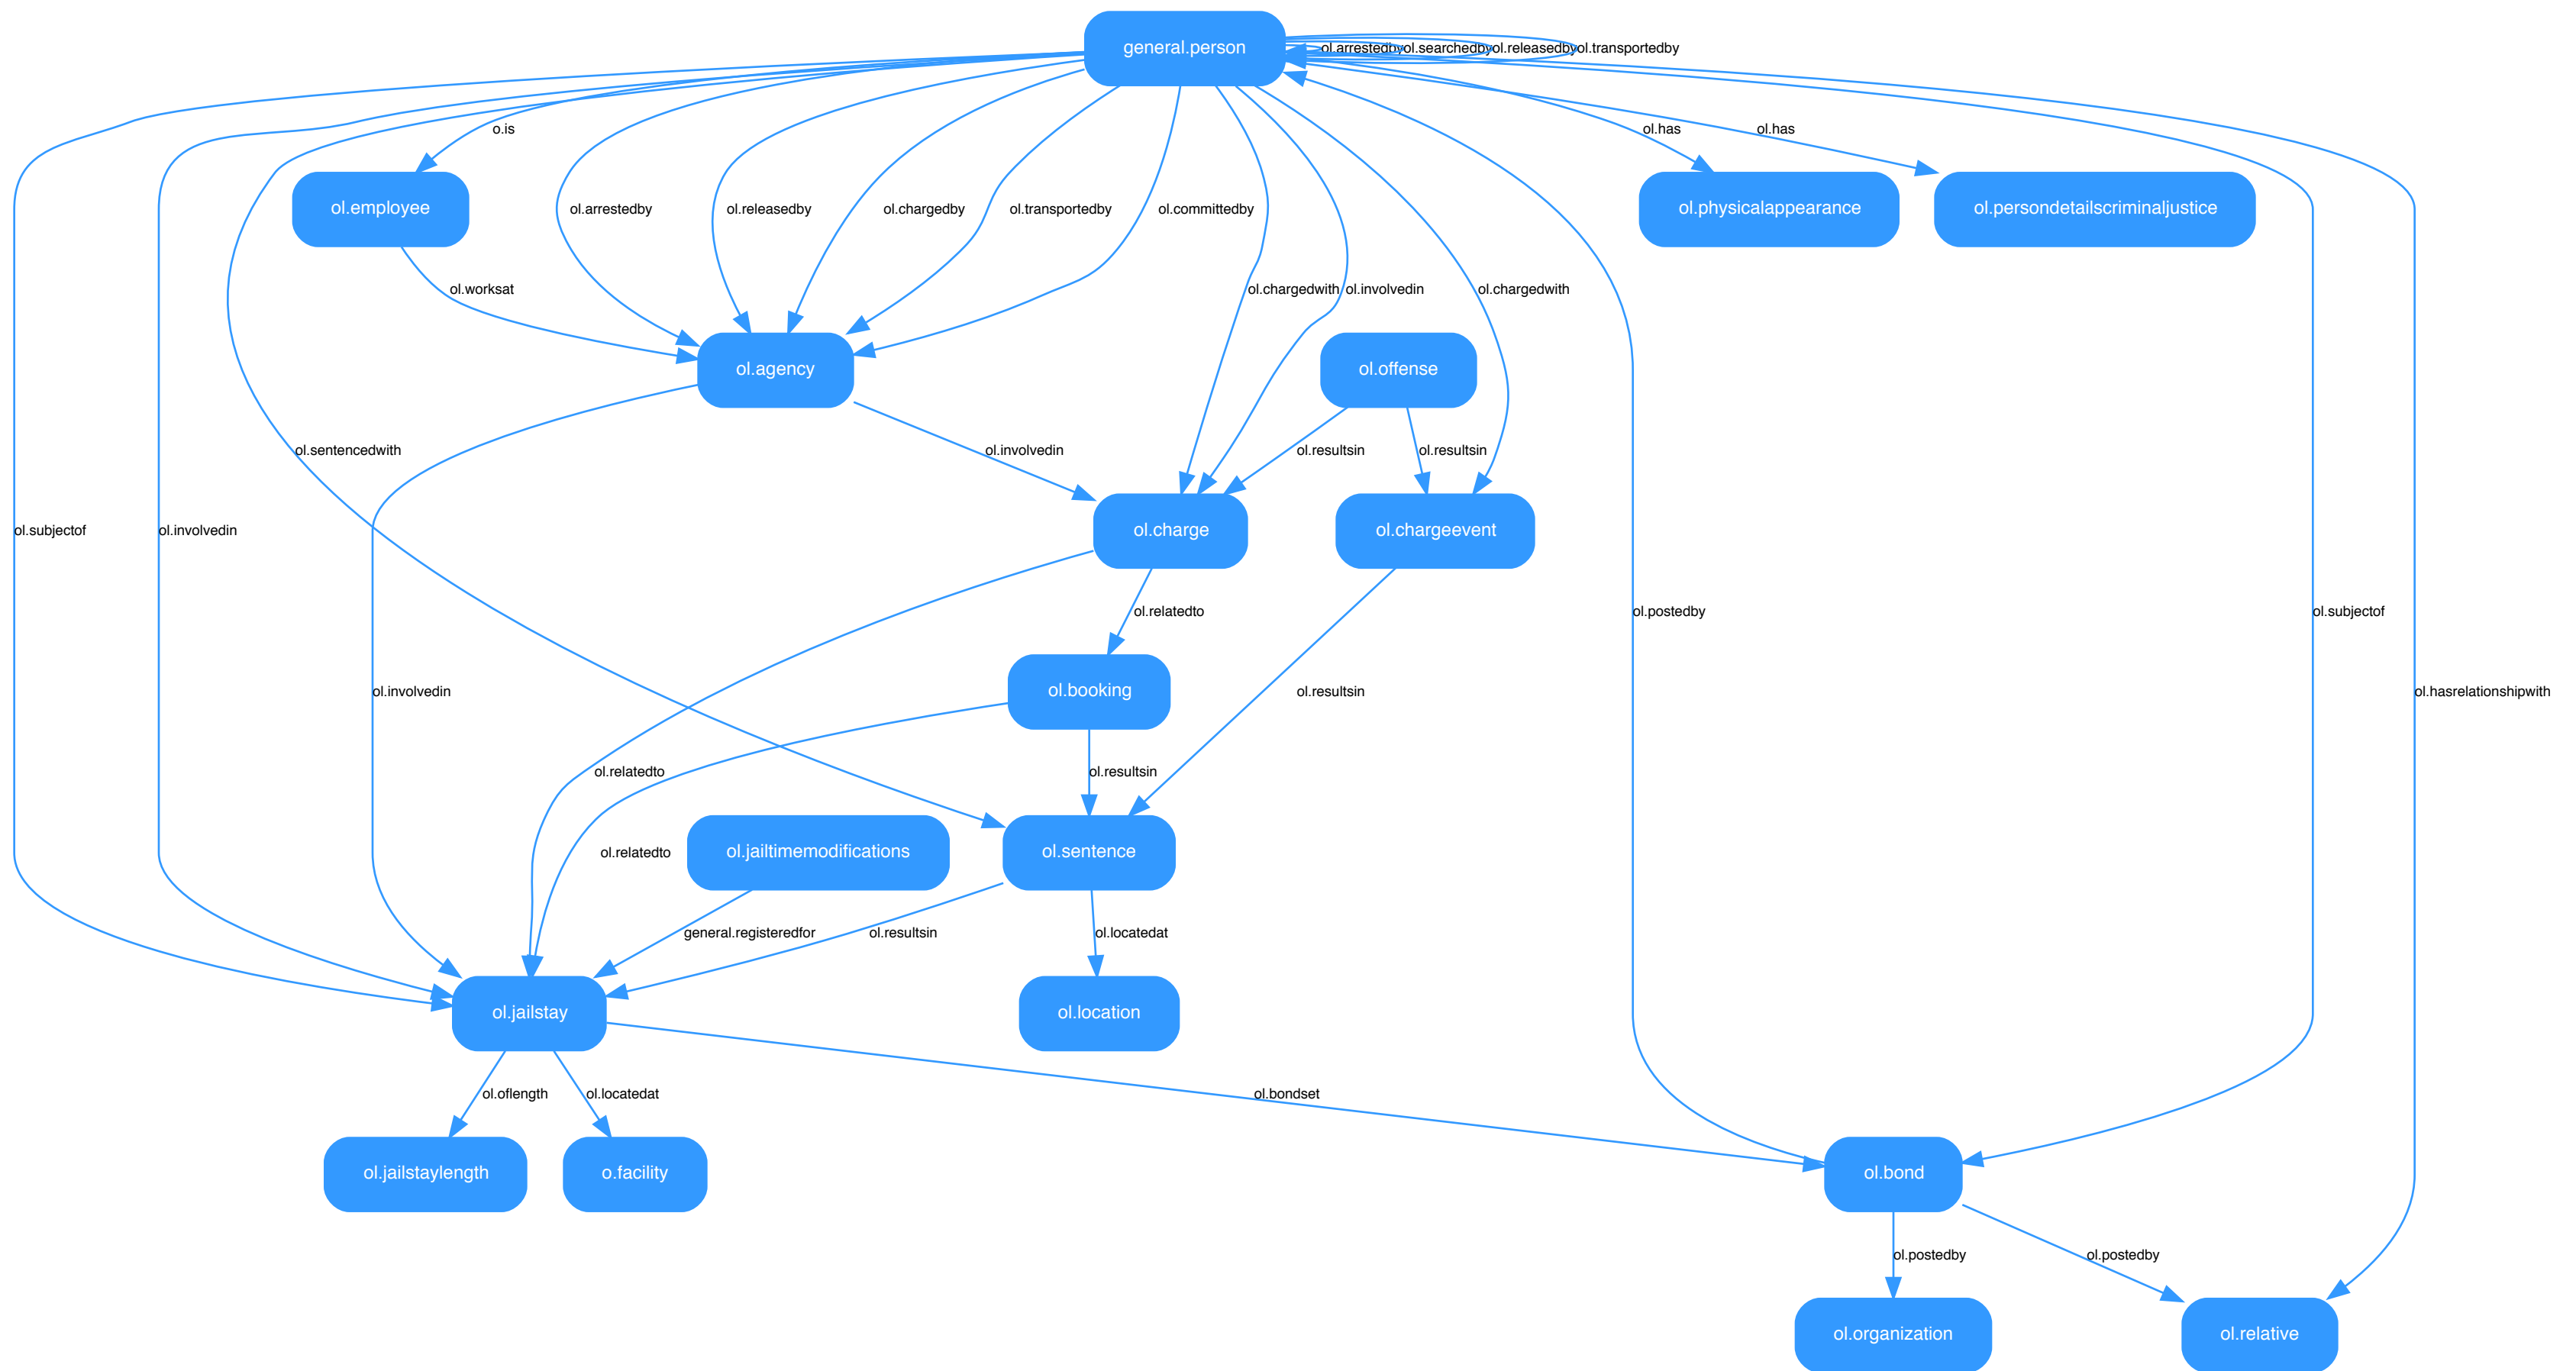 general.person
ol.arrestedby
ol.searchedby
ol.releasedby
ol.transportedby
o.is
ol.has
ol.has
ol.employee
ol.arrestedby
ol.releasedby
ol.chargedby
ol.transportedby
ol.committedby
ol.physicalappearance
ol.persondetailscriminaljustice
ol.worksat
ol.chargedwith
ol.involvedin
ol.chargedwith
ol.agency
ol.offense
ol.sentencedwith
ol.involvedin
ol.resultsin
ol.resultsin
ol.subjectof
ol.involvedin
ol.charge
ol.chargeevent
ol.relatedto
ol.postedby
ol.subjectof
ol.involvedin
ol.booking
ol.resultsin
ol.hasrelationshipwith
ol.relatedto
ol.resultsin
ol.relatedto
ol.jailtimemodifications
ol.sentence
general.registeredfor
ol.resultsin
ol.locatedat
ol.jailstay
ol.location
ol.oflength
ol.locatedat
ol.bondset
ol.jailstaylength
o.facility
ol.bond
ol.postedby
ol.postedby
ol.organization
ol.relative